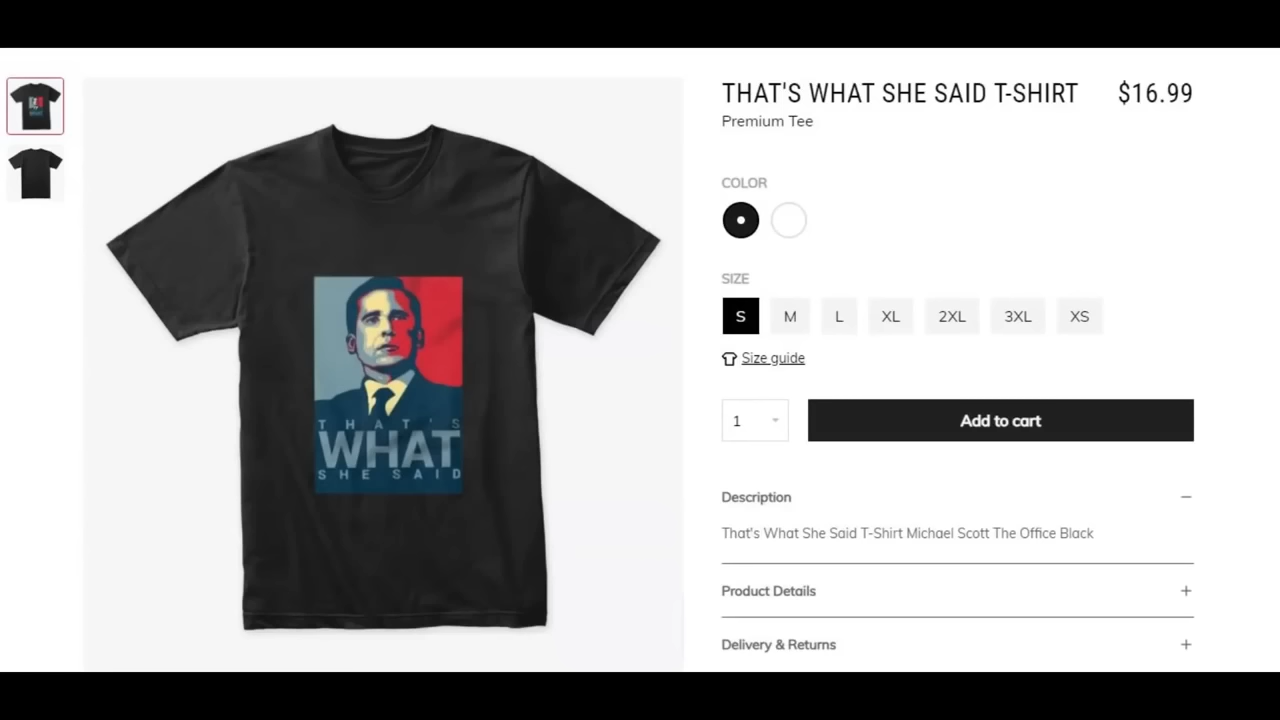 THAT'S WHAT SHE SAID T-SHIRT $16.99
Premium Tee
COLOR
SIZE
S M L XL 2XL 3XL XS
Size guide
1 Add to cart
Description
That's What She Said T-Shirt Michael Scott The Office Black
Product Details
Delivery & Returns
THAT'S
WHAT
SHE SAID